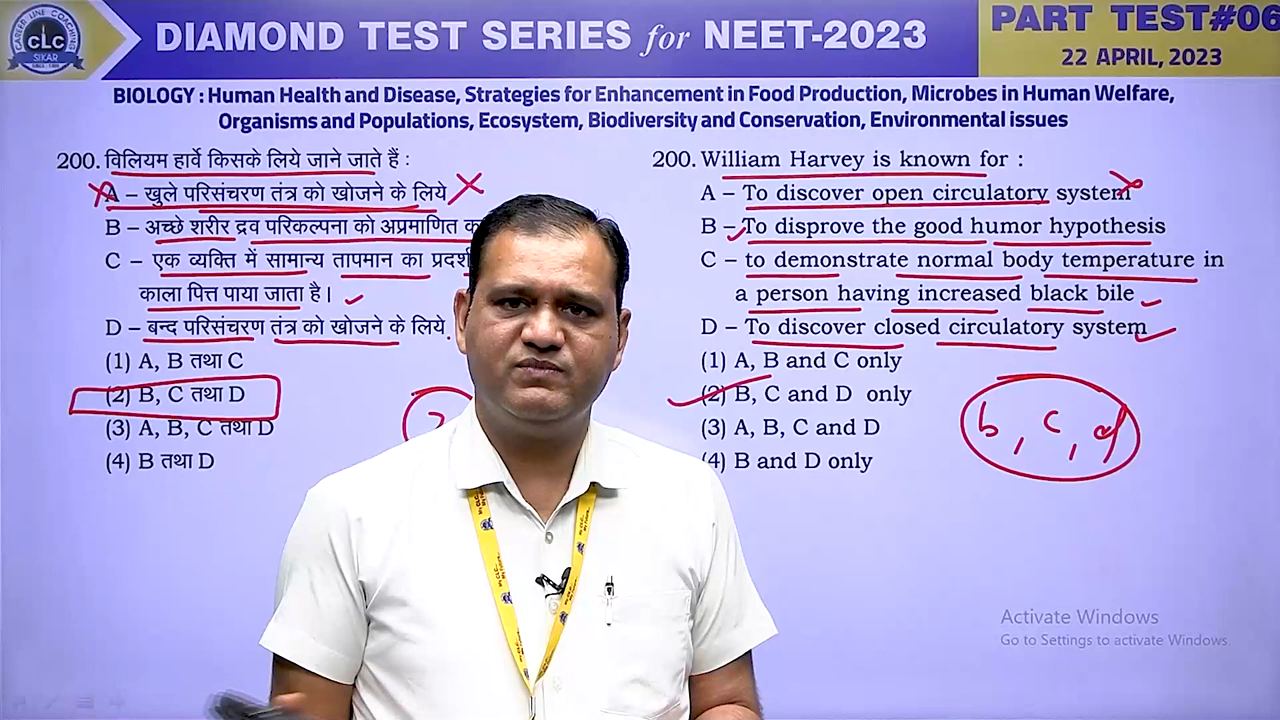 CAREER LINE COACHING
CLC
SIKAR
DIAMOND TEST SERIES for NEET-2023
PART TEST#06
22 APRIL, 2023
BIOLOGY : Human Health and Disease, Strategies for Enhancement in Food Production, Microbes in Human Welfare,
Organisms and Populations, Ecosystem, Biodiversity and Conservation, Environmental issues
200. विलियम हार्वे किसके लिये जाने जाते हैं :
A – खुले परिसंचरण तंत्र को खोजने के लिये
B – अच्छे शरीर द्रव परिकल्पना को अप्रमाणित
C – एक व्यक्ति में सामान्य तापमान का
काला पित्त पाया जाता है।
D – बन्द परिसंचरण तंत्र को खोजने के लिये.
(1) A, B तथा C
(2) B, C तथा D
(3) A, B, C तथा D
(4) B तथा D
200. William Harvey is known for :
A – To discover open circulatory system
B – To disprove the good humor hypothesis
C – to demonstrate normal body temperature in
a person having increased black bile
D – To discover closed circulatory system
(1) A, B and C only
(2) B, C and D only
(3) A, B, C and D
(4) B and D only
b, c, d
Activate Windows
Go to Settings to activate Windows.